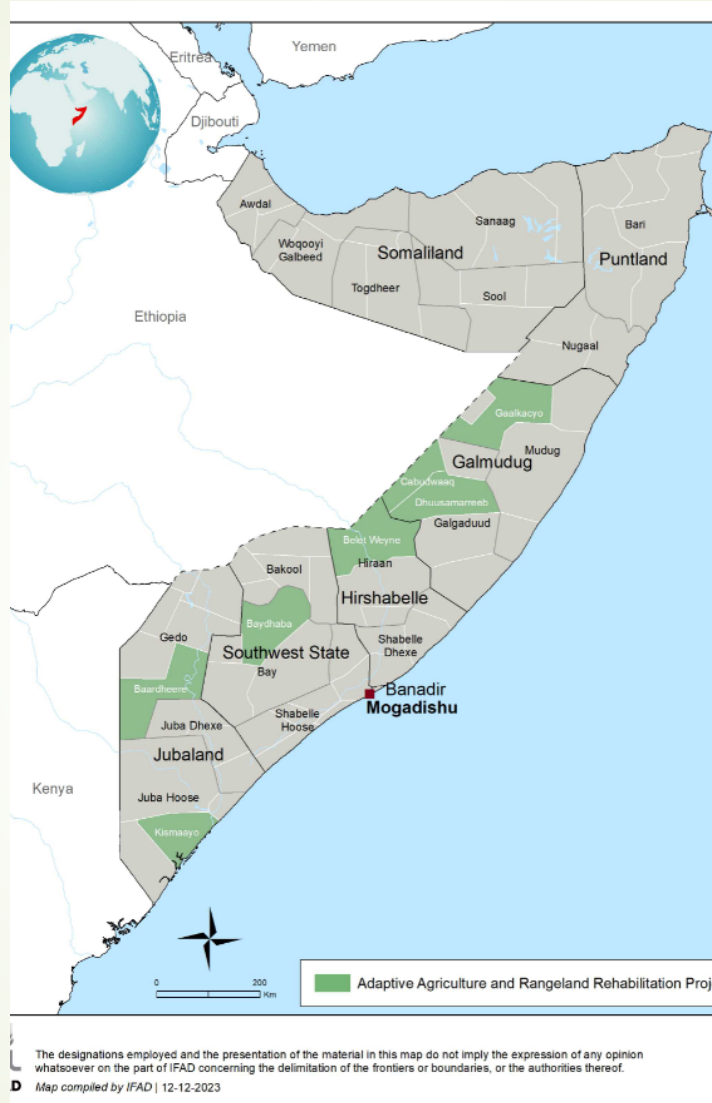 Yemen
Eritrea
Djibouti
Awdal
Sanaag
Bari
Woqooyi
Galbeed
Somaliland
Puntland
Togdheer
Sool
Ethiopia
Nugaal
Gaalkacyo
Mudug
Galmudug
Cabudwaaq
Dhuusamarreeb
Galgaduud
Belet Weyne
Hiraan
Bakool
Hirshabelle
Baydhaba
Gedo
Shabelle
Dhexe
Southwest State
Bay
Baardheere
Banadir
Mogadishu
Shabelle
Hoose
Juba Dhexe
Jubaland
Kenya
Juba Hoose
Kismaayo
0 200
Km
Adaptive Agriculture and Rangeland Rehabilitation Proj
The designations employed and the presentation of the material in this map do not imply the expression of any opinion
whatsoever on the part of IFAD concerning the delimitation of the frontiers or boundaries, or the authorities thereof.
Map compiled by IFAD | 12-12-2023